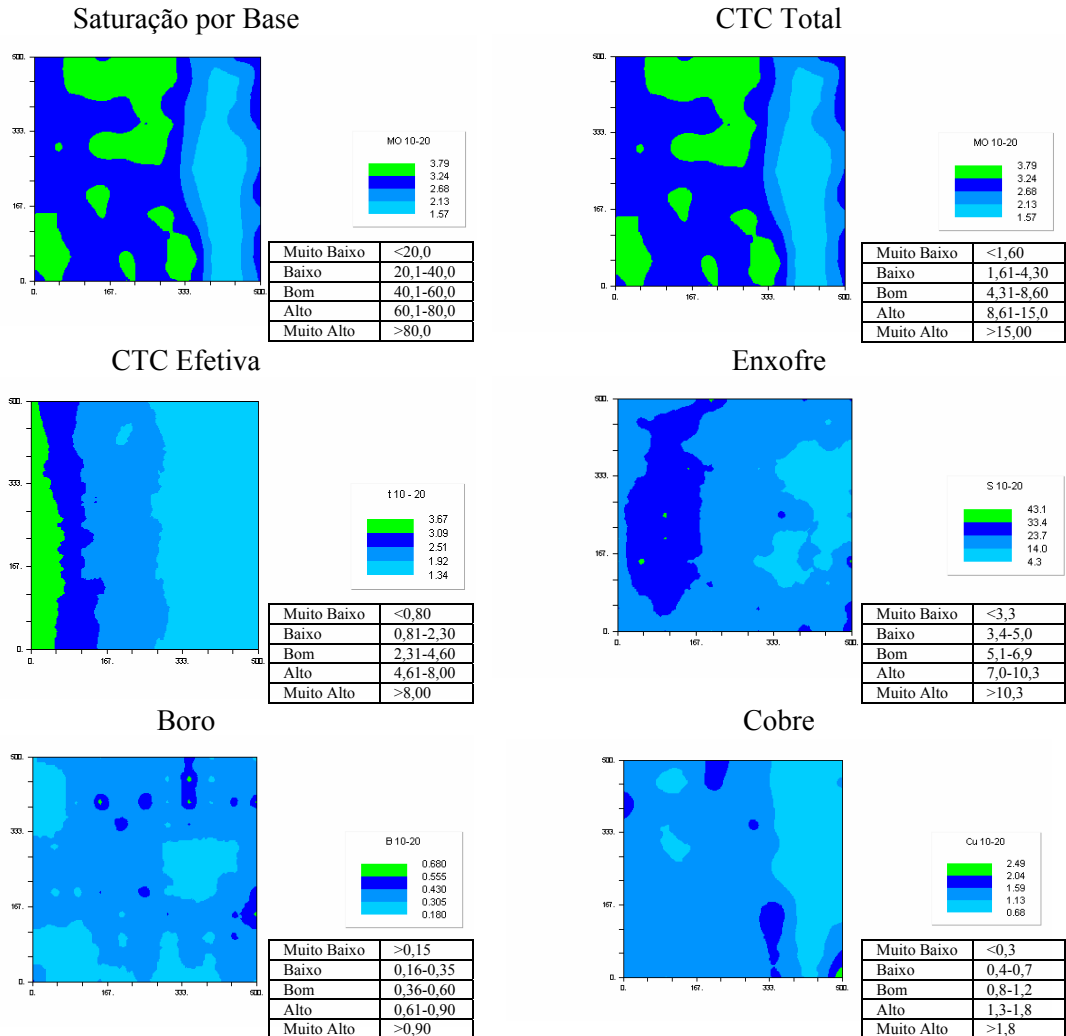 Saturação por Base
500.
333.
167.
0.
0.
167.
333.
500.
MO 10-20
3.79
3.24
2.68
2.13
1.57
Muito Baixo <20,0
Baixo 20,1-40,0
Bom 40,1-60,0
Alto 60,1-80,0
Muito Alto >80,0
CTC Total
500.
333.
167.
0.
0.
167.
333.
500.
MO 10-20
3.79
3.24
2.68
2.13
1.57
Muito Baixo <1,60
Baixo 1,61-4,30
Bom 4,31-8,60
Alto 8,61-15,0
Muito Alto >15,00
CTC Efetiva
500.
333.
167.
0.
0.
167.
333.
500.
t 10 - 20
3.67
3.09
2.51
1.92
1.34
Muito Baixo <0,80
Baixo 0,81-2,30
Bom 2,31-4,60
Alto 4,61-8,00
Muito Alto >8,00
Enxofre
500.
333.
167.
0.
0.
167.
333.
500.
S 10-20
43.1
33.4
23.7
14.0
4.3
Muito Baixo <3,3
Baixo 3,4-5,0
Bom 5,1-6,9
Alto 7,0-10,3
Muito Alto >10,3
Boro
500.
333.
167.
0.
0.
167.
333.
500.
B 10-20
0.680
0.555
0.430
0.305
0.180
Muito Baixo >0,15
Baixo 0,16-0,35
Bom 0,36-0,60
Alto 0,61-0,90
Muito Alto >0,90
Cobre
500.
333.
167.
0.
0.
167.
333.
500.
Cu 10-20
2.49
2.04
1.59
1.13
0.68
Muito Baixo <0,3
Baixo 0,4-0,7
Bom 0,8-1,2
Alto 1,3-1,8
Muito Alto >1,8